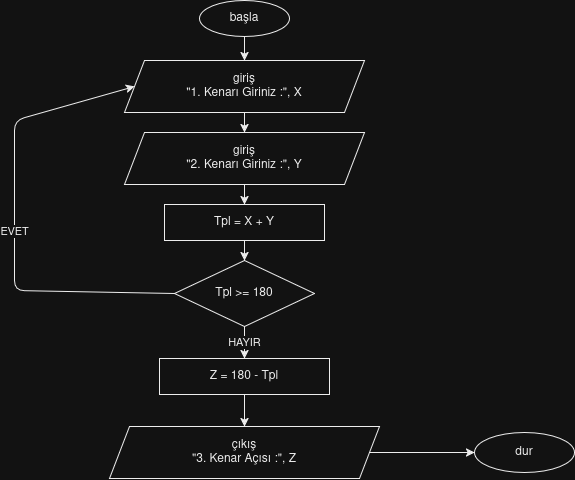 başla
giriş
"1. Kenarı Giriniz :", X
giriş
"2. Kenarı Giriniz :", Y
Tpl = X + Y
EVET
Tpl >= 180
HAYIR
Z = 180 - Tpl
çıkış
"3. Kenar Açısı :", Z
dur